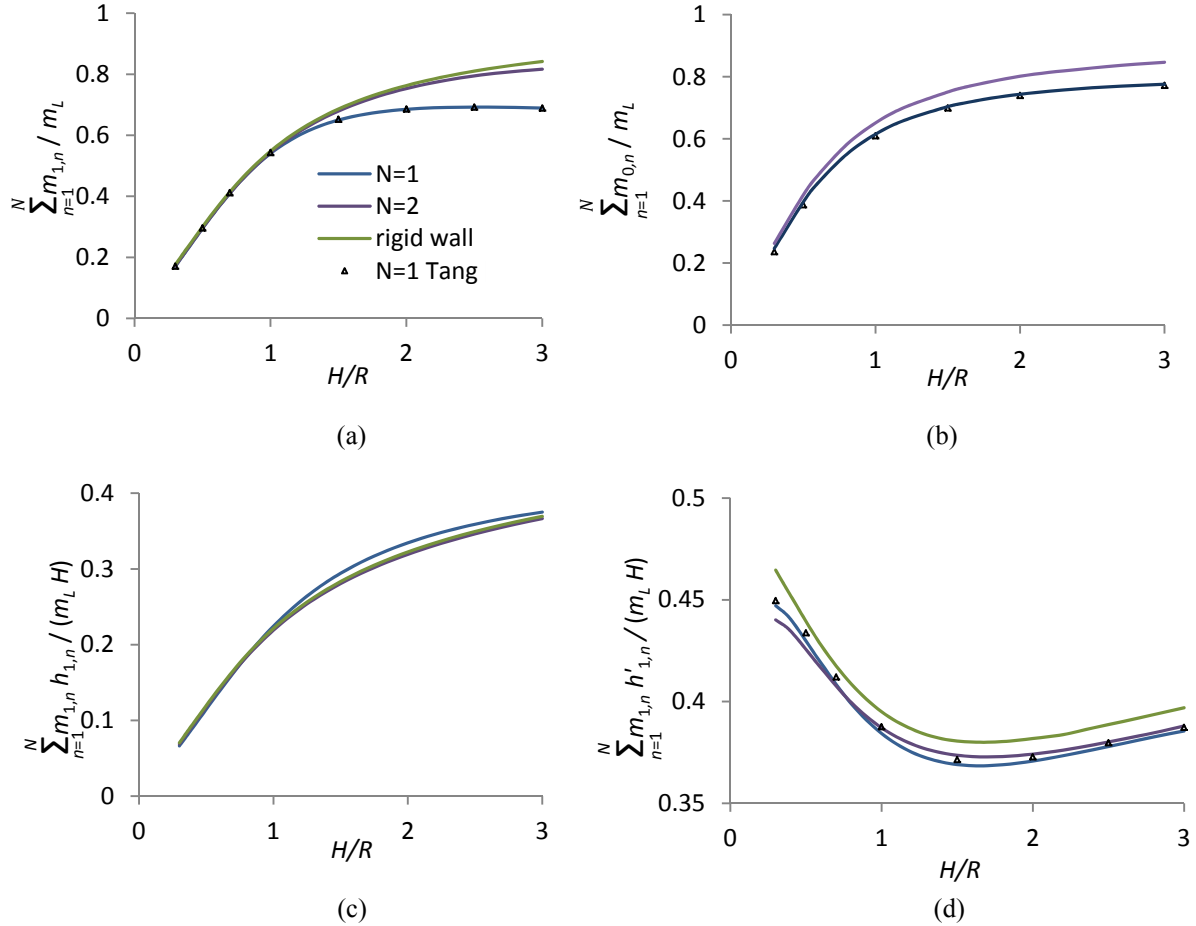 1
0.8
0.6
0.4
0.2
0
0
1
2
3
N=1
N=2
rigid wall
N=1 Tang
N
∑ m1,n / mL
n=1
H/R
(a)
1
0.8
0.6
0.4
0.2
0
0
1
2
3
N
∑ m0,n / mL
n=1
H/R
(b)
0.4
0.3
0.2
0.1
0
0
1
2
3
N
∑ m1,n h1,n / (mL H)
n=1
H/R
(c)
0.5
0.45
0.4
0.35
0
1
2
3
N
∑ m1,n h'1,n / (mL H)
n=1
H/R
(d)